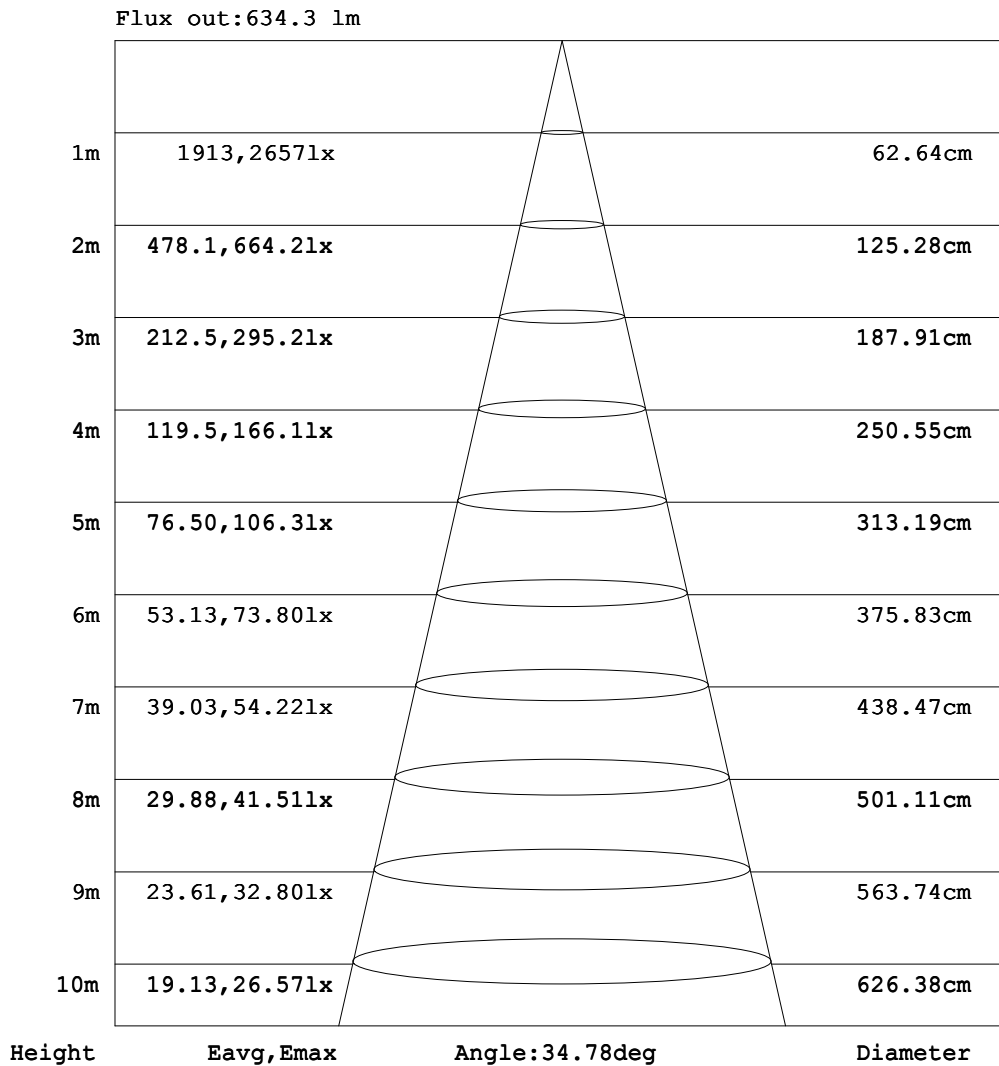 Flux out:634.3 lm
1m 1913,2657lx 62.64cm
2m 478.1,664.2lx 125.28cm
3m 212.5,295.2lx 187.91cm
4m 119.5,166.1lx 250.55cm
5m 76.50,106.3lx 313.19cm
6m 53.13,73.80lx 375.83cm
7m 39.03,54.22lx 438.47cm
8m 29.88,41.51lx 501.11cm
9m 23.61,32.80lx 563.74cm
10m 19.13,26.57lx 626.38cm
Height Eavg,Emax Angle:34.78deg Diameter